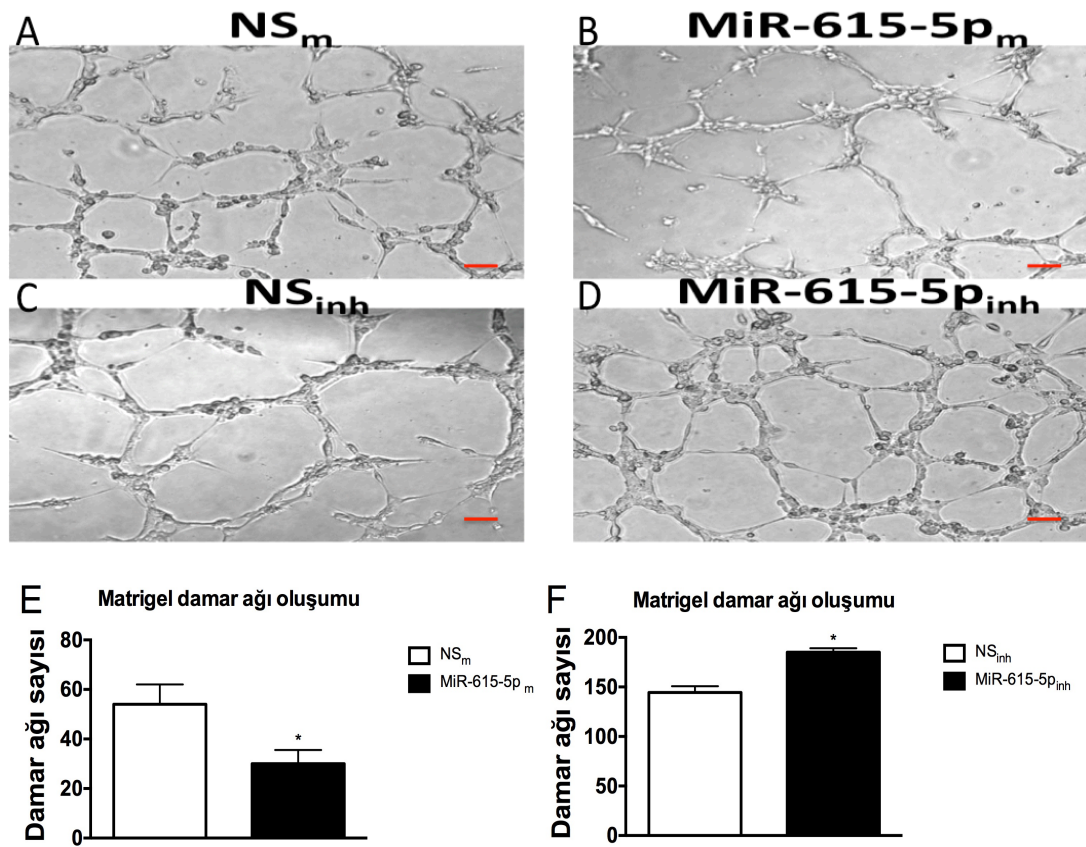 A
NSm
B
MiR-615-5pm
C
NSinh
D
MiR-615-5pinh
E
Matrigel damar ağı oluşumu
Damar ağı sayısı
80
60
40
20
0
*
NSm
MiR-615-5p m
F
Matrigel damar ağı oluşumu
Damar ağı sayısı
200
150
100
50
0
*
NSinh
MiR-615-5pinh